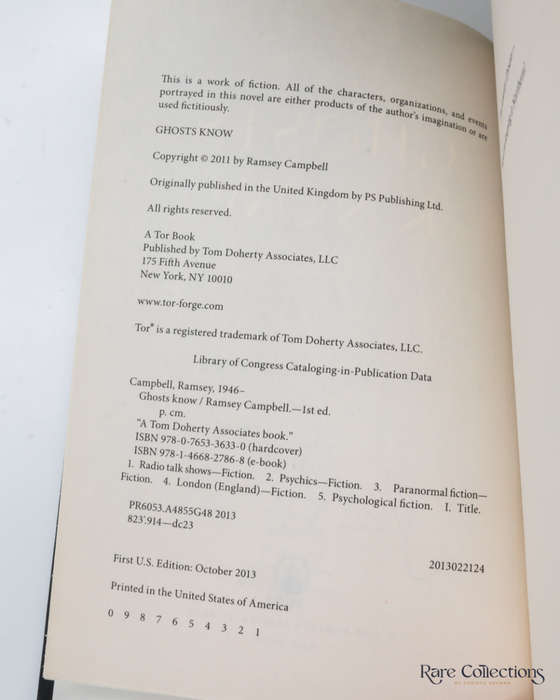 This is a work of fiction. All of the characters, organizations, and events
portrayed in this novel are either products of the author's imagination or are
used fictitiously.
GHOSTS KNOW
Copyright © 2011 by Ramsey Campbell
Originally published in the United Kingdom by PS Publishing Ltd.
All rights reserved.
A Tor Book
Published by Tom Doherty Associates, LLC
175 Fifth Avenue
New York, NY 10010
www.tor-forge.com
Tor® is a registered trademark of Tom Doherty Associates, LLC.
Library of Congress Cataloging-in-Publication Data
Campbell, Ramsey, 1946–
Ghosts know / Ramsey Campbell.—1st ed.
p. cm.
"A Tom Doherty Associates book."
ISBN 978-0-7653-3633-0 (hardcover)
ISBN 978-1-4668-2786-8 (e-book)
1. Radio talk shows—Fiction. 2. Psychics—Fiction. 3. Paranormal fiction—
Fiction. 4. London (England)—Fiction. 5. Psychological fiction. I. Title.
PR6053.A4855G48 2013
823'.914—dc23
2013022124
First U.S. Edition: October 2013
Printed in the United States of America
0 9 8 7 6 5 4 3 2 1
Rare Collections